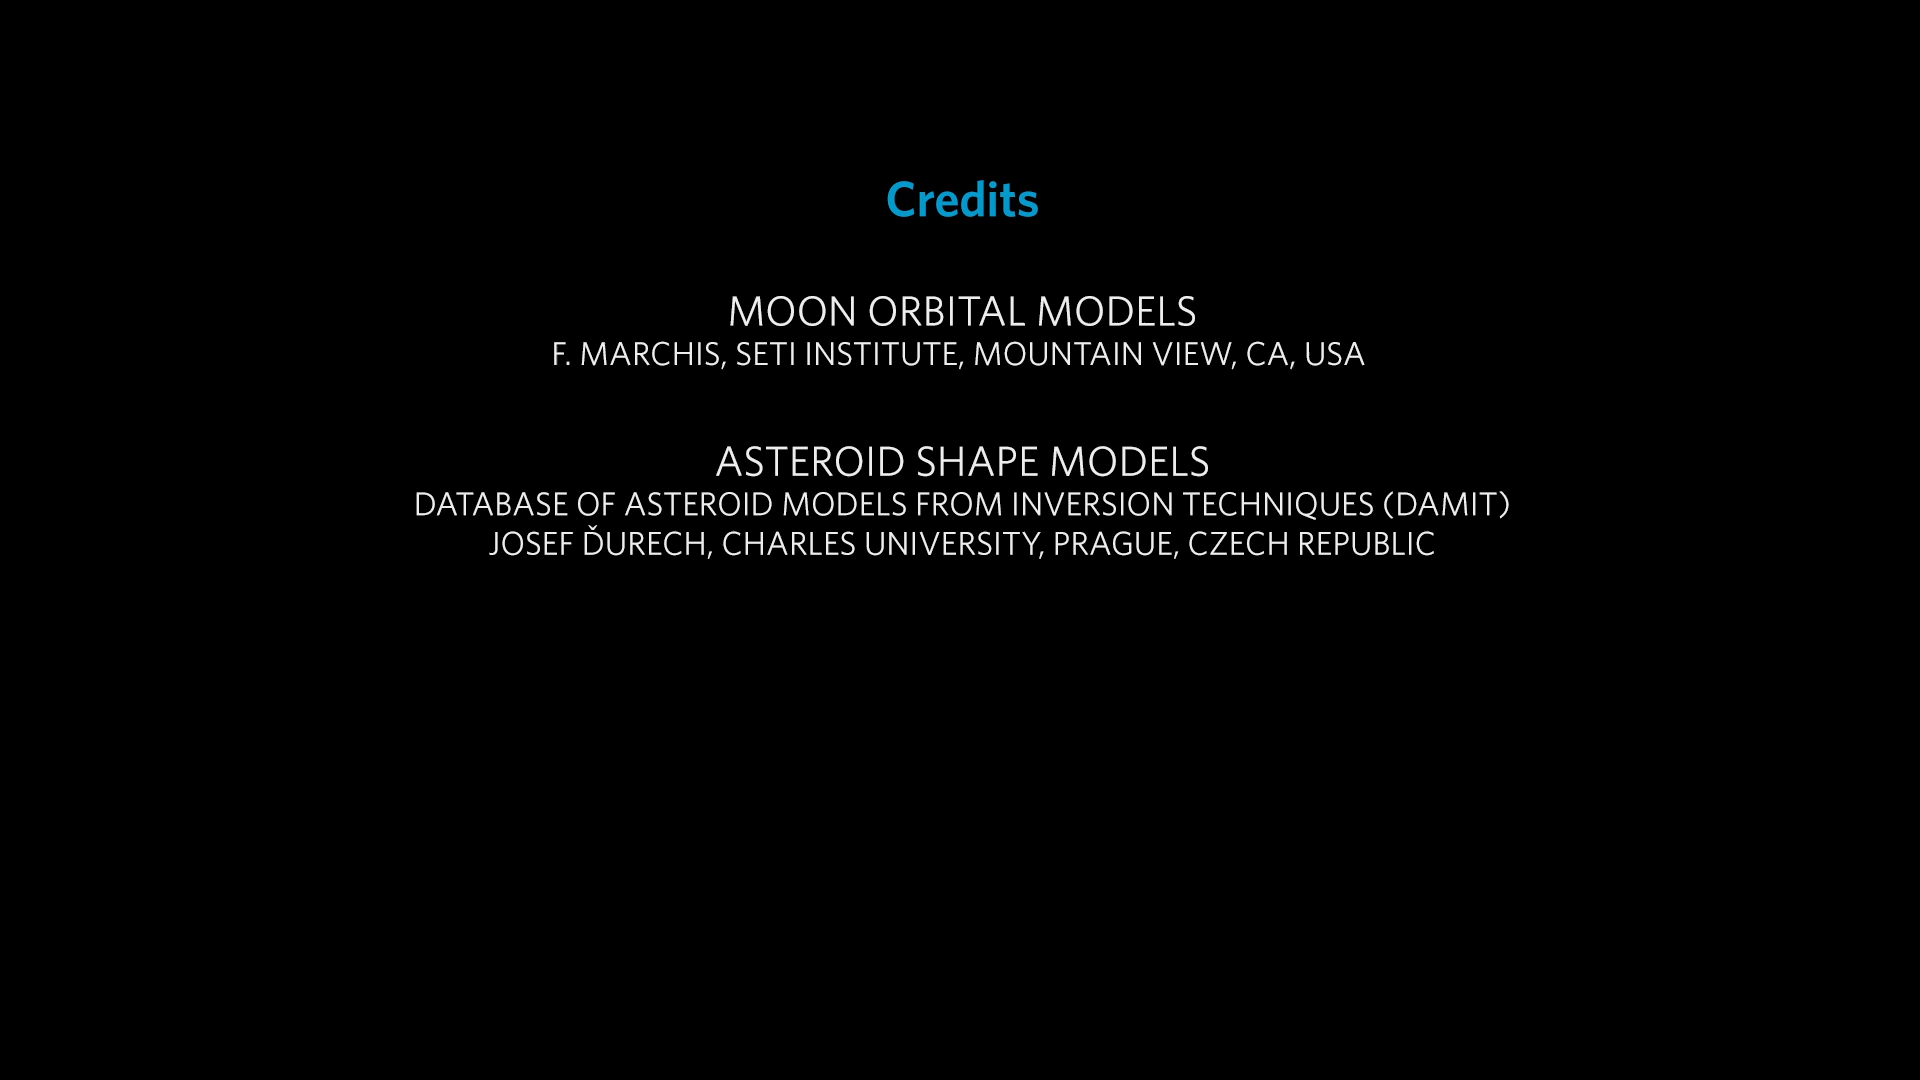 Credits
MOON ORBITAL MODELS
F. MARCHIS, SETI INSTITUTE, MOUNTAIN VIEW, CA, USA
ASTEROID SHAPE MODELS
DATABASE OF ASTEROID MODELS FROM INVERSION TECHNIQUES (DAMIT)
JOSEF ĎURECH, CHARLES UNIVERSITY, PRAGUE, CZECH REPUBLIC